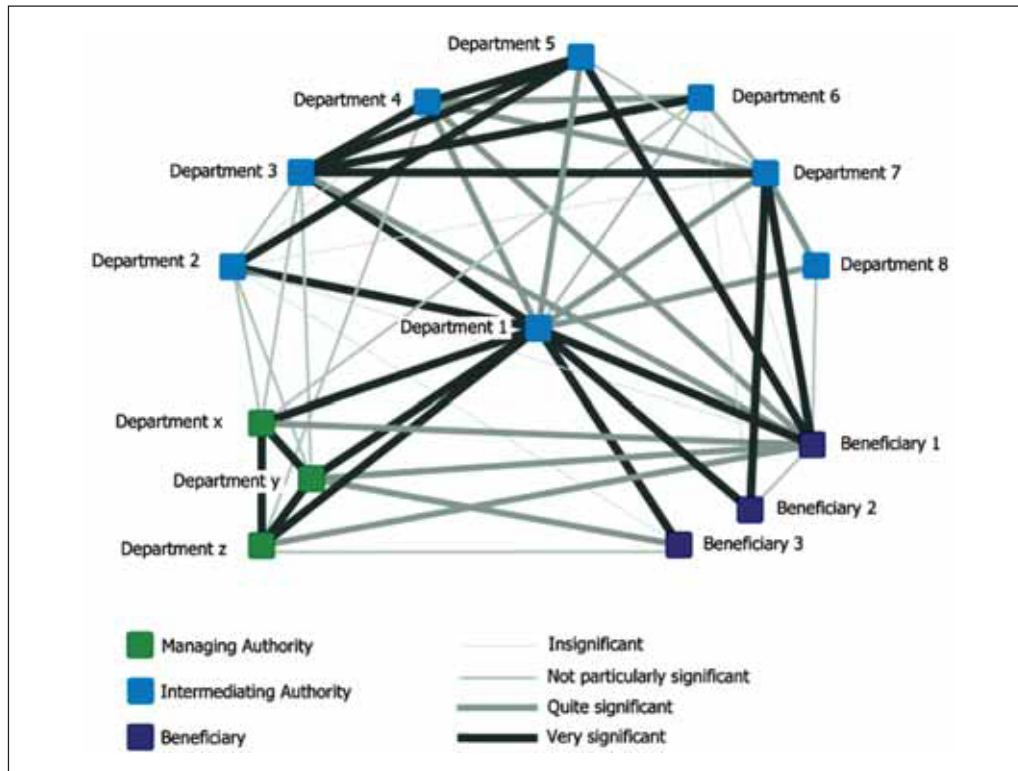 Department 5
Department 4
Department 6
Department 3
Department 7
Department 2
Department 8
Department 1
Department x
Beneficiary 1
Department y
Beneficiary 2
Department z
Beneficiary 3
Managing Authority
Insignificant
Not particularly significant
Intermediating Authority
Quite significant
Beneficiary
Very significant